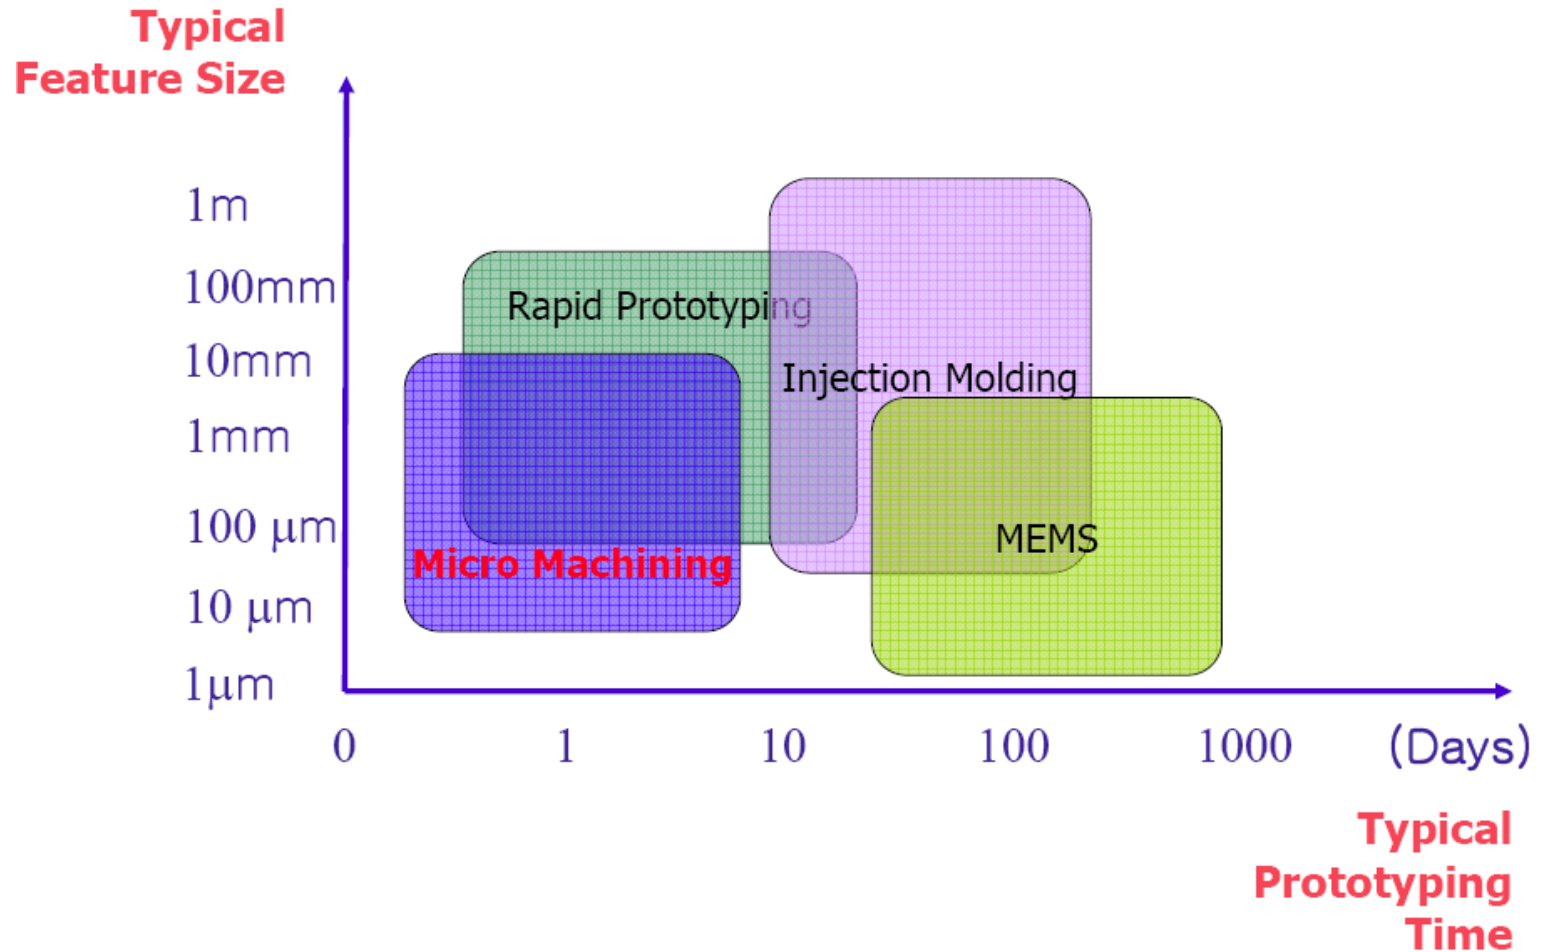 Typical
Feature Size
1m
100mm
Rapid Prototyping
10mm
Injection Molding
1mm
100 μm
MEMS
Micro Machining
10 μm
1μm
0 1 10 100 1000 (Days)
Typical
Prototyping
Time